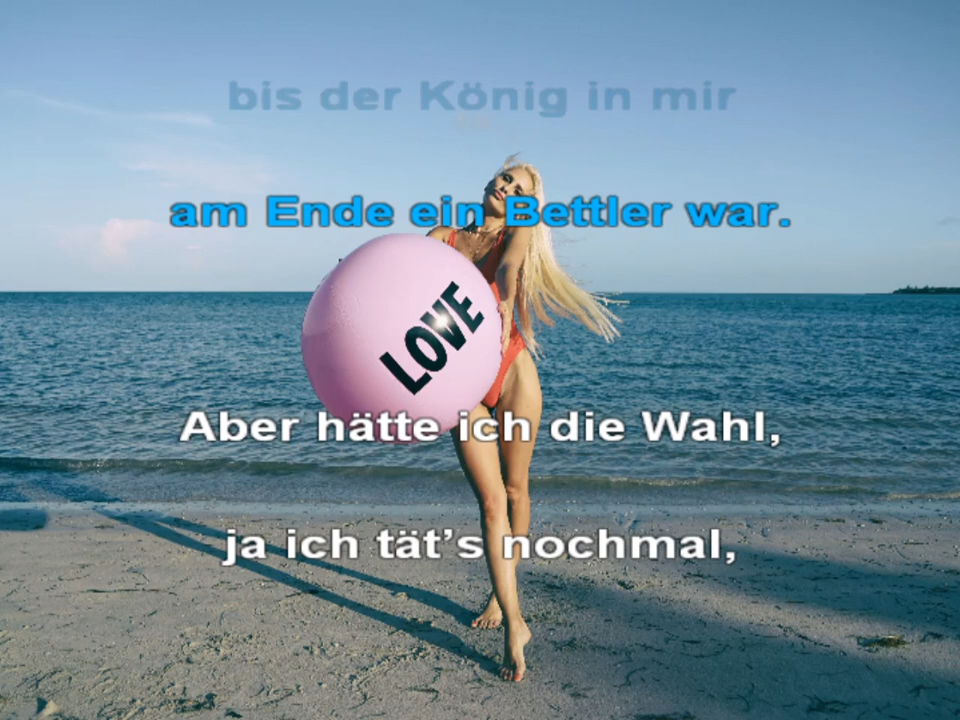 bis der König in mir
am Ende ein Bettler war.
LOVE
Aber hätte ich die Wahl,
ja ich tät’s nochmal,